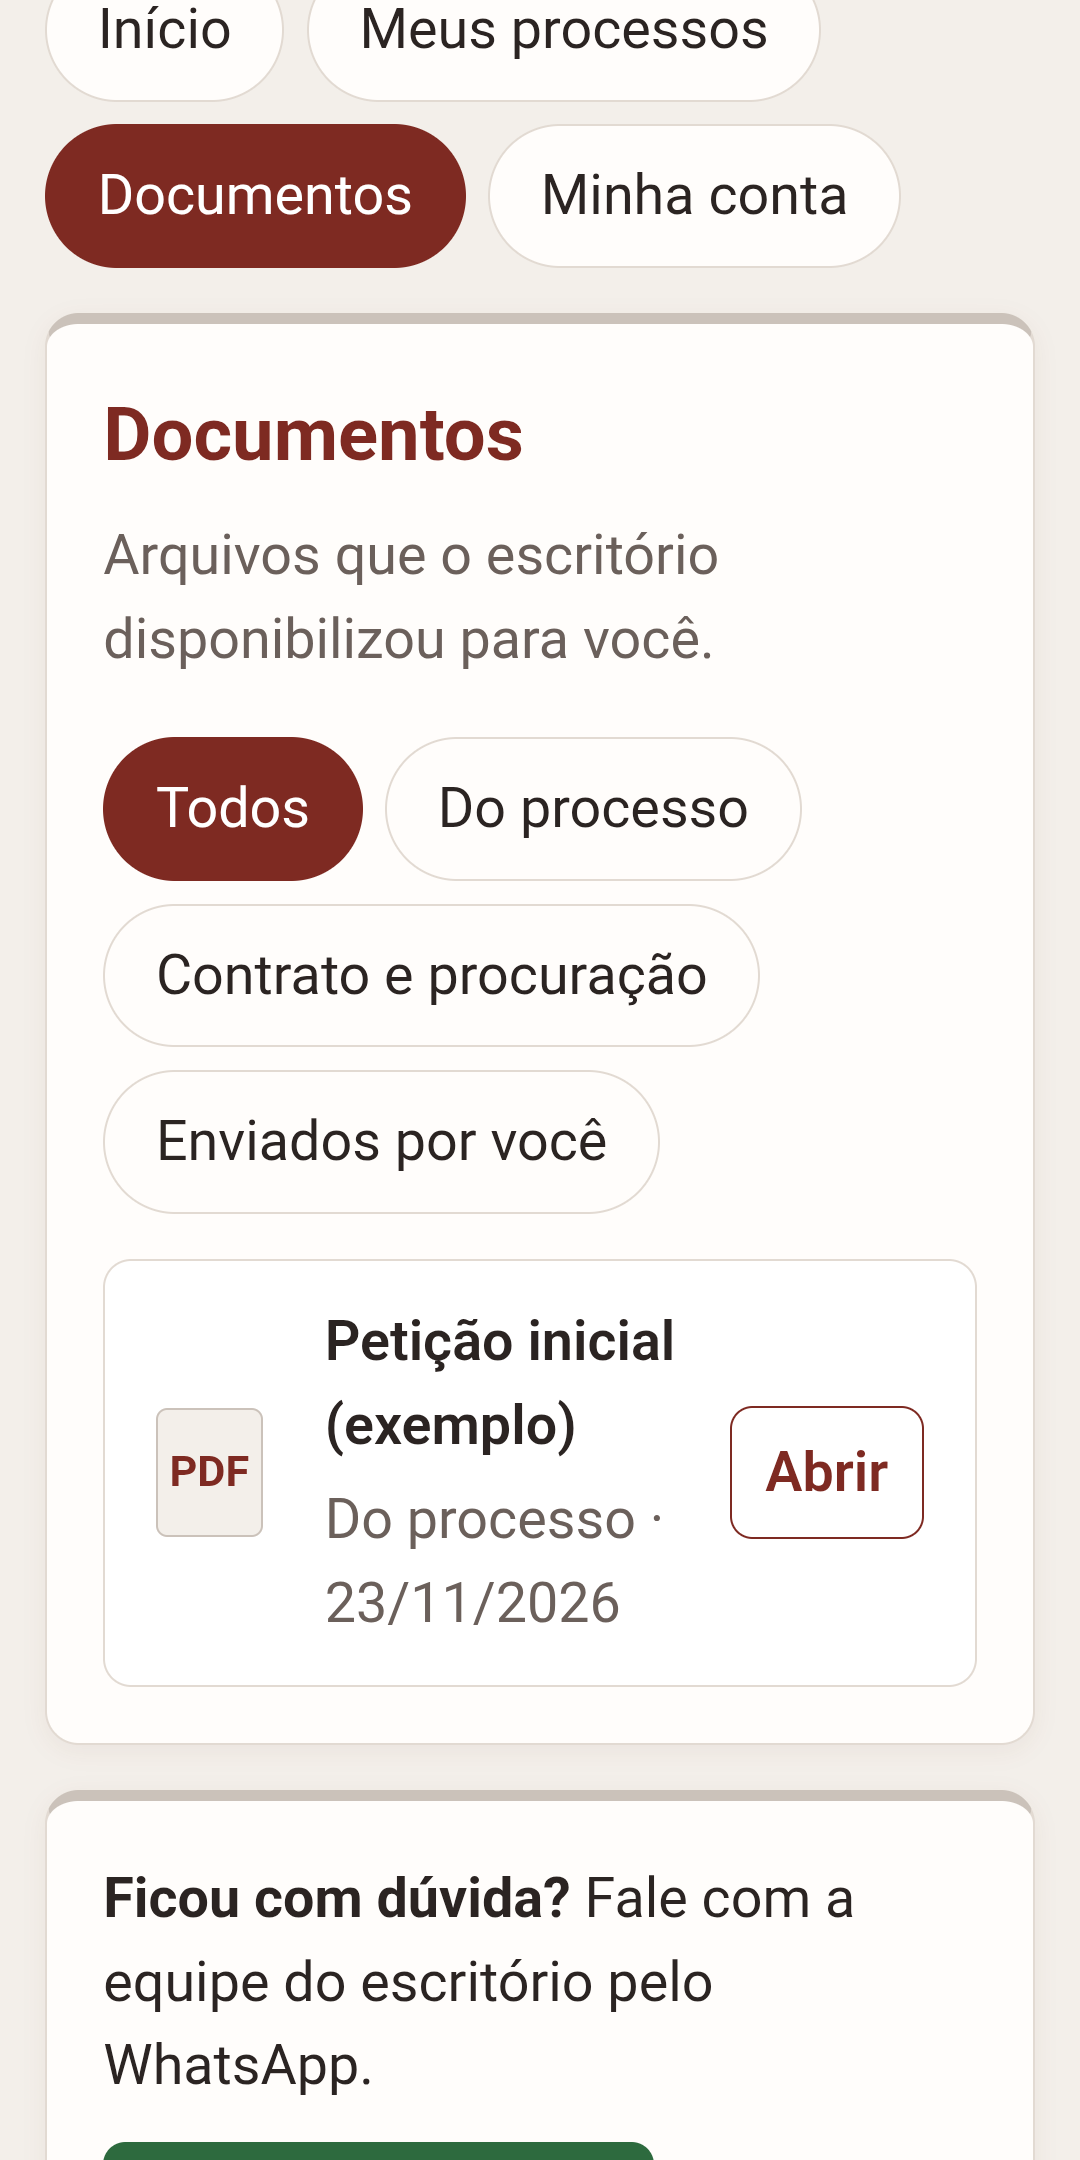 Início
Meus processos
Documentos
Minha conta
Documentos
Arquivos que o escritório
disponibilizou para você.
Todos
Do processo
Contrato e procuração
Enviados por você
PDF
Petição inicial
(exemplo)
Do processo ·
23/11/2026
Abrir
Ficou com dúvida? Fale com a
equipe do escritório pelo
WhatsApp.